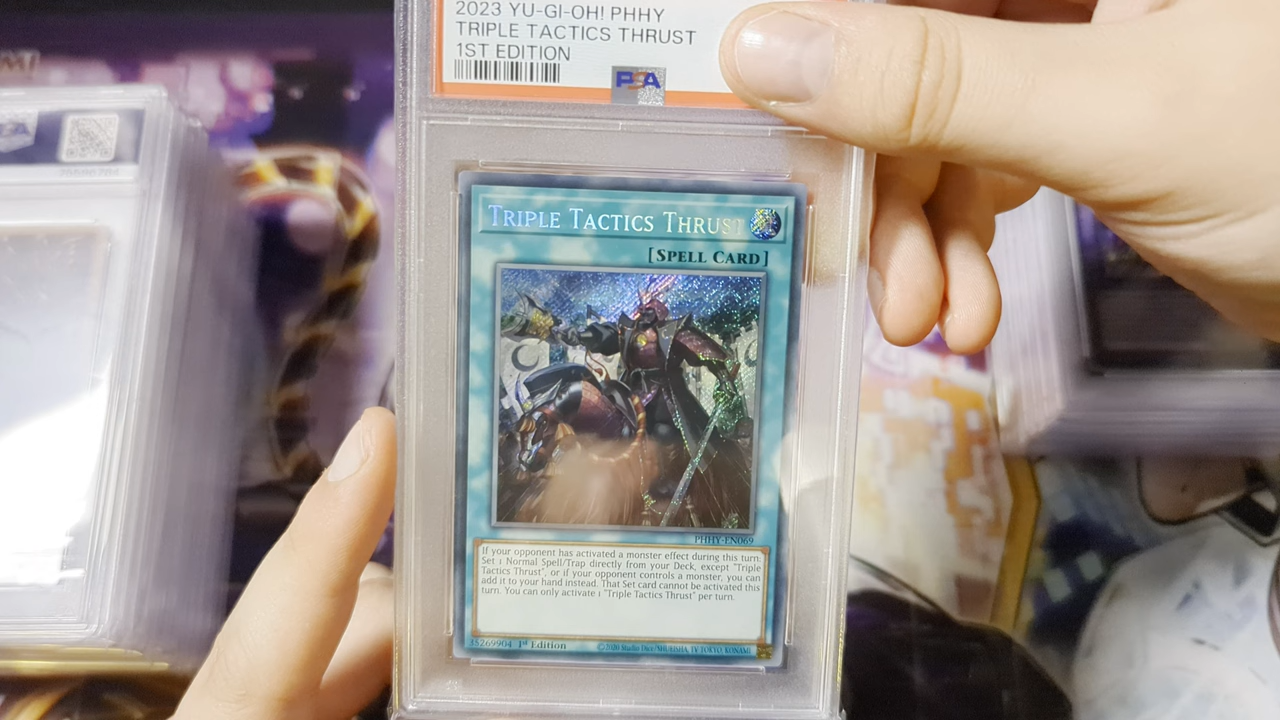 2023 YU-GI-OH! PHHY
TRIPLE TACTICS THRUST
1ST EDITION
PSA
TRIPLE TACTICS THRUST
[SPELL CARD]
PHHY-EN069
If your opponent has activated a monster effect during this turn:
Set 1 Normal Spell/Trap directly from your Deck, except "Triple
Tactics Thrust", or if your opponent controls a monster, you can
add it to your hand instead. That Set card cannot be activated this
turn. You can only activate 1 "Triple Tactics Thrust" per turn.
35269904 1st Edition
©2020 Studio Dice/SHUEISHA, TV TOKYO, KONAMI